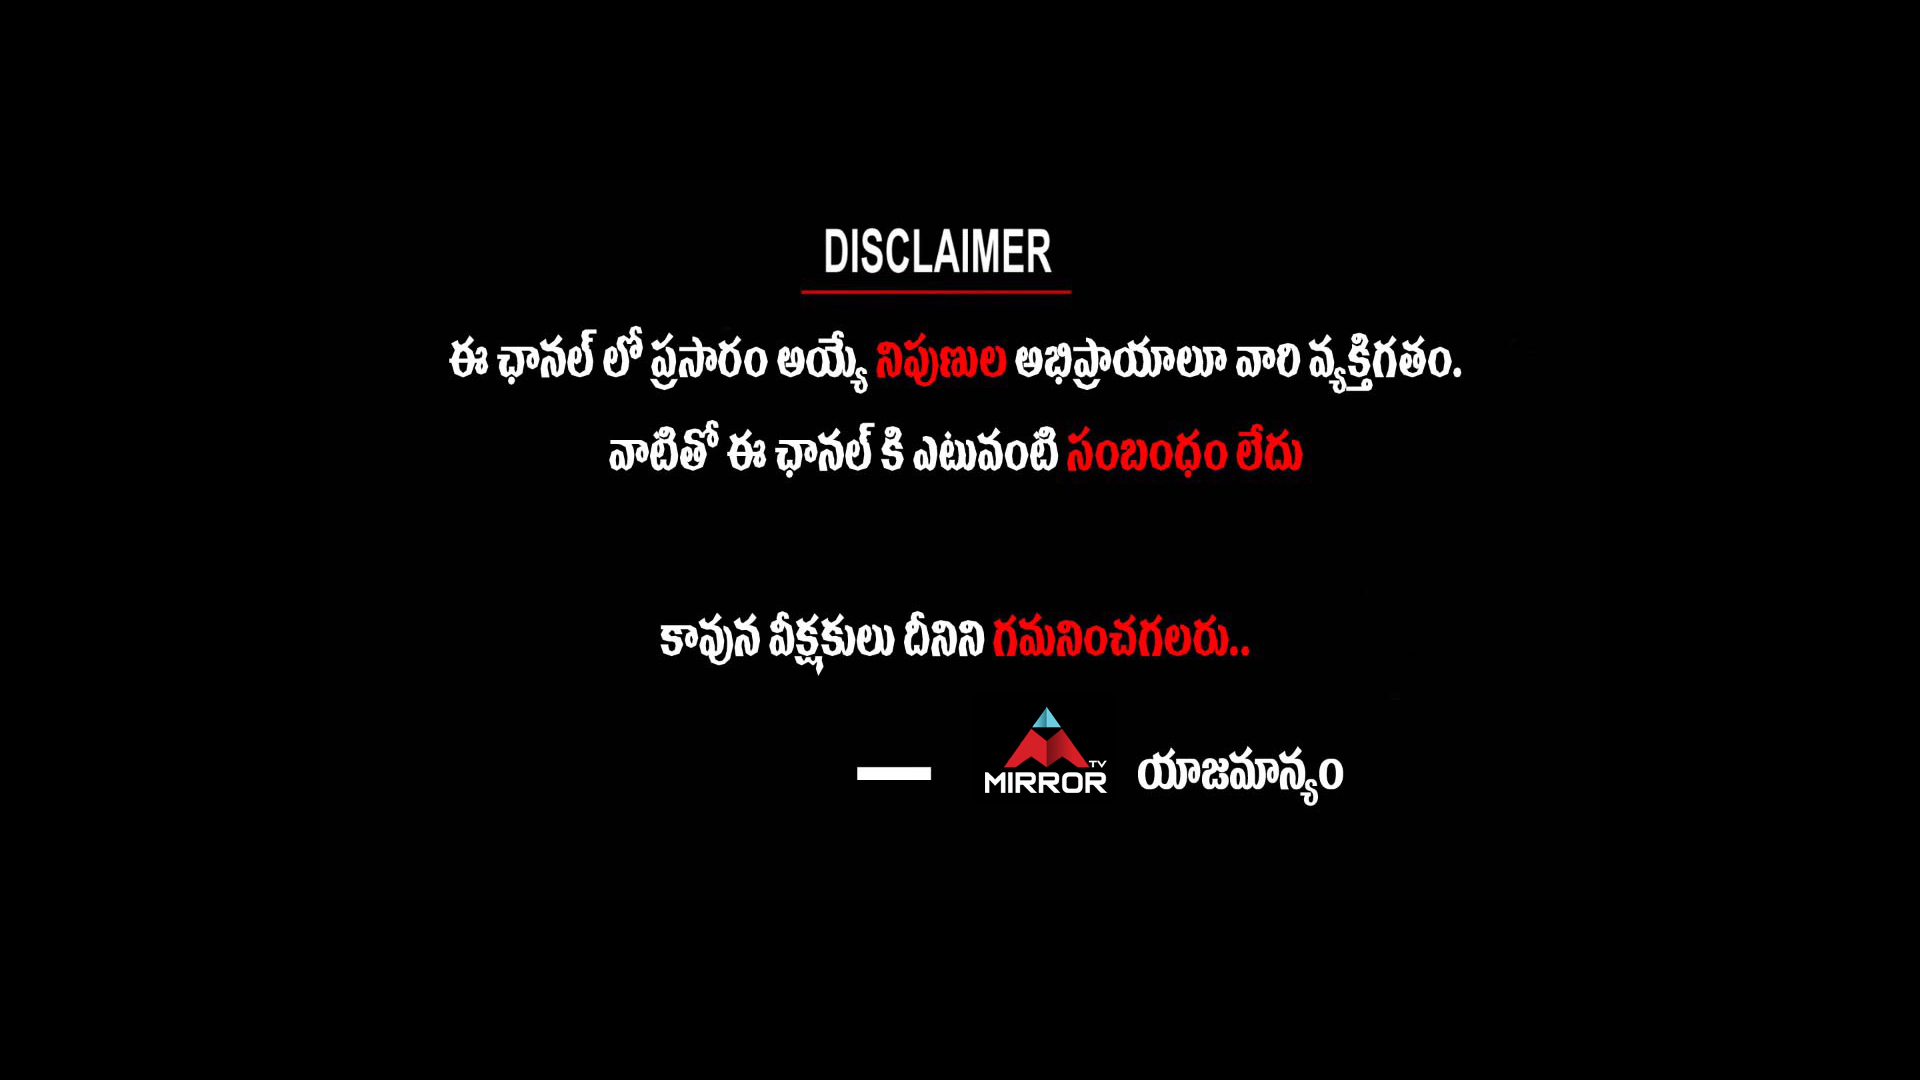 DISCLAIMER
ఈ ఛానల్ లో ప్రసారం అయ్యే నిపుణుల అభిప్రాయాలూ వారి వ్యక్తిగతం.
వాటితో ఈ ఛానల్ కి ఎటువంటి సంబంధం లేదు
కావున వీక్షకులు దీనిని గమనించగలరు..
— MIRROR TV యాజమాన్యం